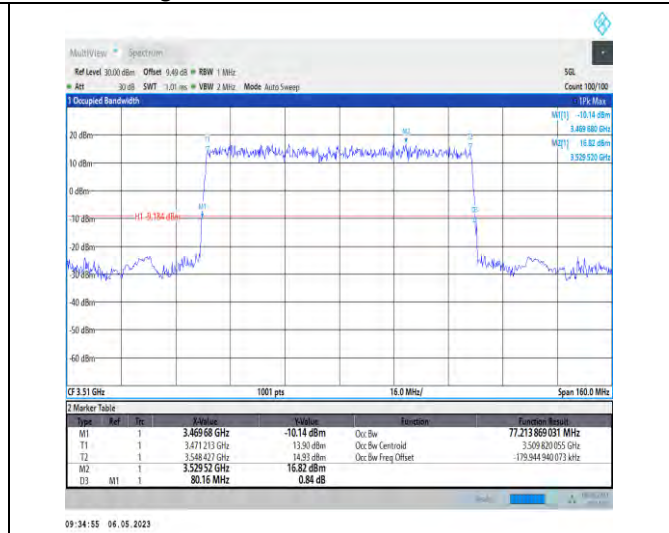 MultiView Spectrum
Ref Level 30.00 dBm Offset 9.49 dB RBW 1 MHz SGL
Att 30 dB SWT 1.01 ms VBW 2 MHz Mode Auto Sweep Count 100/100
1 Occupied Bandwidth 1Pk Max
M1[1] -10.14 dBm
3.469 680 GHz
M2[1] 16.82 dBm
3.529 520 GHz
20 dBm
M2
10 dBm
0 dBm
M1
-10 dBm H1 -9.184 dBm
-20 dBm
-40 dBm
-50 dBm
-60 dBm
CF 3.51 GHz 1001 pts 16.0 MHz/ Span 160.0 MHz
2 Marker Table
Type Ref Trc X-Value Y-Value Function Function Result
M1 1 3.469 68 GHz -10.14 dBm Occ Bw 77.213 869 031 MHz
T1 1 3.471 213 GHz 13.90 dBm Occ Bw Centroid 3.509 820 055 GHz
T2 1 3.548 427 GHz 14.93 dBm Occ Bw Freq Offset -179.944 940 073 kHz
M2 1 3.529 52 GHz 16.82 dBm
D3 M1 1 80.16 MHz 0.84 dB
09:34:55 06.05.2023